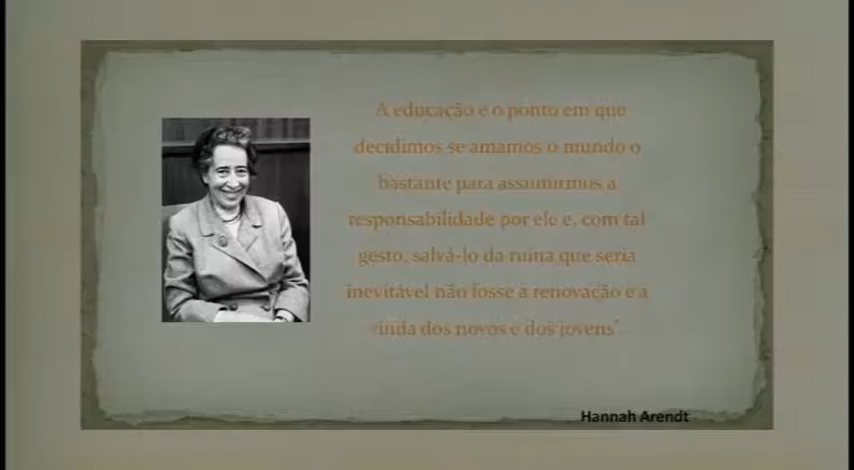 A educação é o ponto em que
decidimos se amamos o mundo o
bastante para assumirmos a
responsabilidade por ele e, com tal
gesto, salvá-lo da ruína que seria
inevitável não fosse a renovação e a
vinda dos novos e dos jovens"
Hannah Arendt